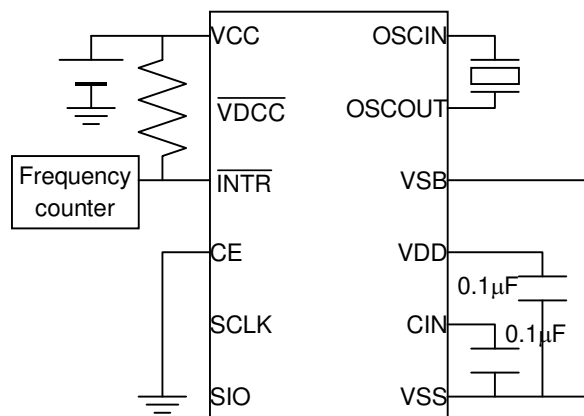 VCC OSCIN
VDCC OSCOUT
Frequency
counter
INTR VSB
CE VDD
0.1μF
SCLK CIN
0.1μF
SIO VSS